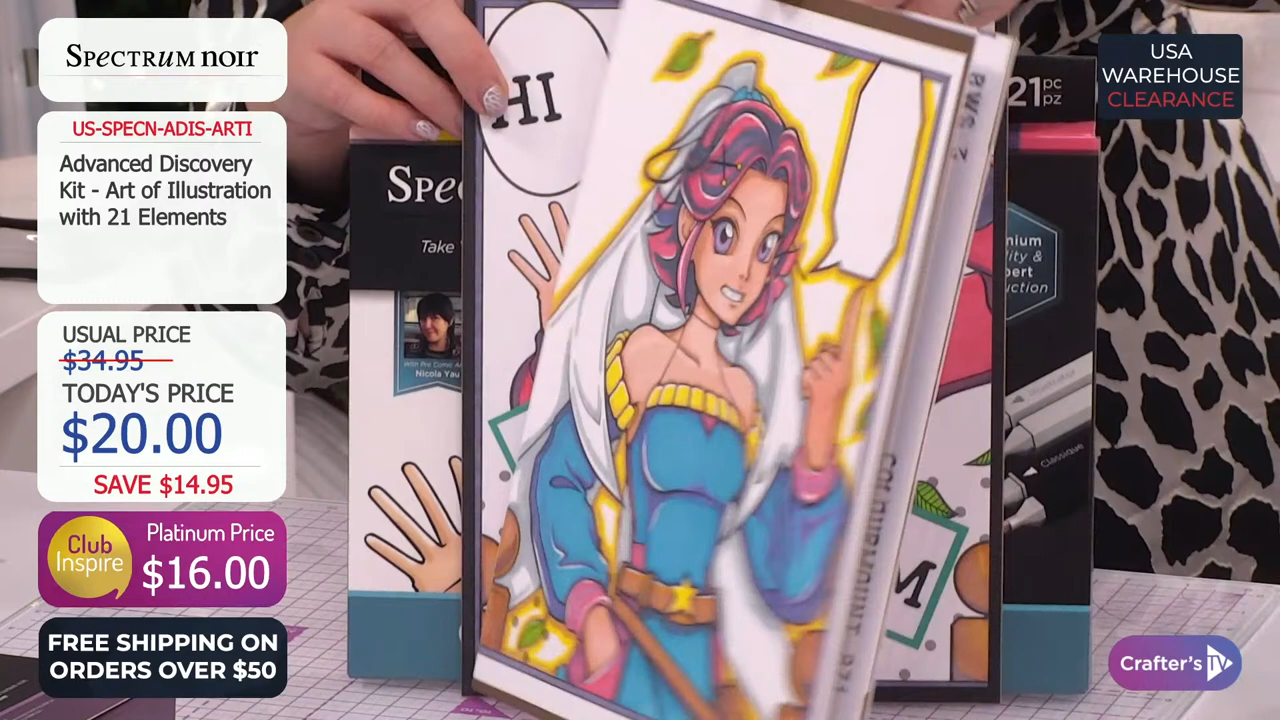 SPECTRUM noir
US-SPECN-ADIS-ARTI
Advanced Discovery
Kit - Art of Illustration
with 21 Elements
USUAL PRICE
$34.95
TODAY'S PRICE
$20.00
SAVE $14.95
Club
Inspire
Platinum Price
$16.00
FREE SHIPPING ON
ORDERS OVER $50
HI
Spec
Take
Nicola Yau
21 pc
pz
USA
WAREHOUSE
CLEARANCE
Classique
Crafter's TV